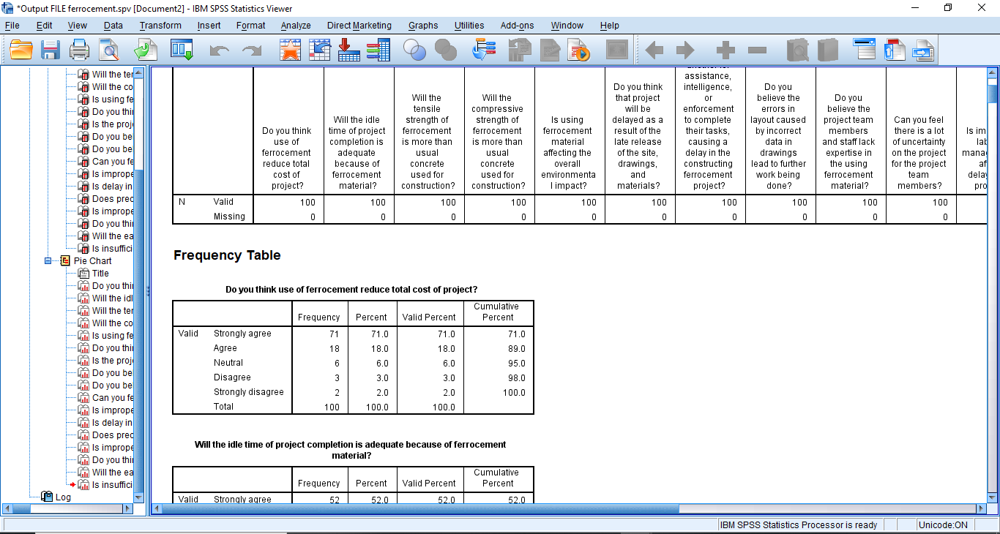 *Output FILE ferrocement.spv [Document2] - IBM SPSS Statistics Viewer
File Edit View Data Transform Insert Format Analyze Direct Marketing Graphs Utilities Add-ons Window Help
Will the ter
Will the co
Is using fe
Do you thi
Is the proj
Do you be
Do you be
Can you fe
Is imprope
Is delay in
Does prec
Is imprope
Do you thi
Will the ea
Is insuffici
Pie Chart
Title
Do you thi
Will the idl
Will the ter
Will the co
Is using fe
Do you thi
Is the proj
Do you be
Do you be
Can you fe
Is imprope
Is delay in
Does prec
Is imprope
Do you thi
Will the ea
Is insuffici
Log
Do you think
use of
ferrocement
reduce total
cost of
project?
Will the idle
time of project
completion is
adequate
because of
ferrocement
material?
Will the
tensile
strength of
ferrocement
is more than
usual
concrete
used for
construction?
Will the
compressive
strength of
ferrocement
is more than
usual
concrete
used for
construction?
Is using
ferrocement
material
affecting the
overall
environmenta
l impact?
Do you think
that project
will be
delayed as a
result of the
late release
of the site,
drawings,
and
materials?
assistance,
intelligence,
or
enforcement
to complete
their tasks,
causing a
delay in the
constructing
ferrocement
project?
Do you
believe the
errors in
layout caused
by incorrect
data in
drawings
lead to further
work being
done?
Do you
believe the
project team
members
and staff lack
expertise in
the using
ferrocement
material?
Can you feel
there is a lot
of uncertainty
on the project
for the project
team
members?
Is im
lab
mana
af
delay
pro
N Valid 100 100 100 100 100 100 100 100 100 100
Missing 0 0 0 0 0 0 0 0 0 0
Frequency Table
Do you think use of ferrocement reduce total cost of project?
Frequency Percent Valid Percent Cumulative Percent
Valid Strongly agree 71 71.0 71.0 71.0
Agree 18 18.0 18.0 89.0
Neutral 6 6.0 6.0 95.0
Disagree 3 3.0 3.0 98.0
Strongly disagree 2 2.0 2.0 100.0
Total 100 100.0 100.0
Will the idle time of project completion is adequate because of ferrocement
material?
Frequency Percent Valid Percent Cumulative Percent
Valid Strongly agree 52 52.0 52.0 52.0
IBM SPSS Statistics Processor is ready Unicode:ON